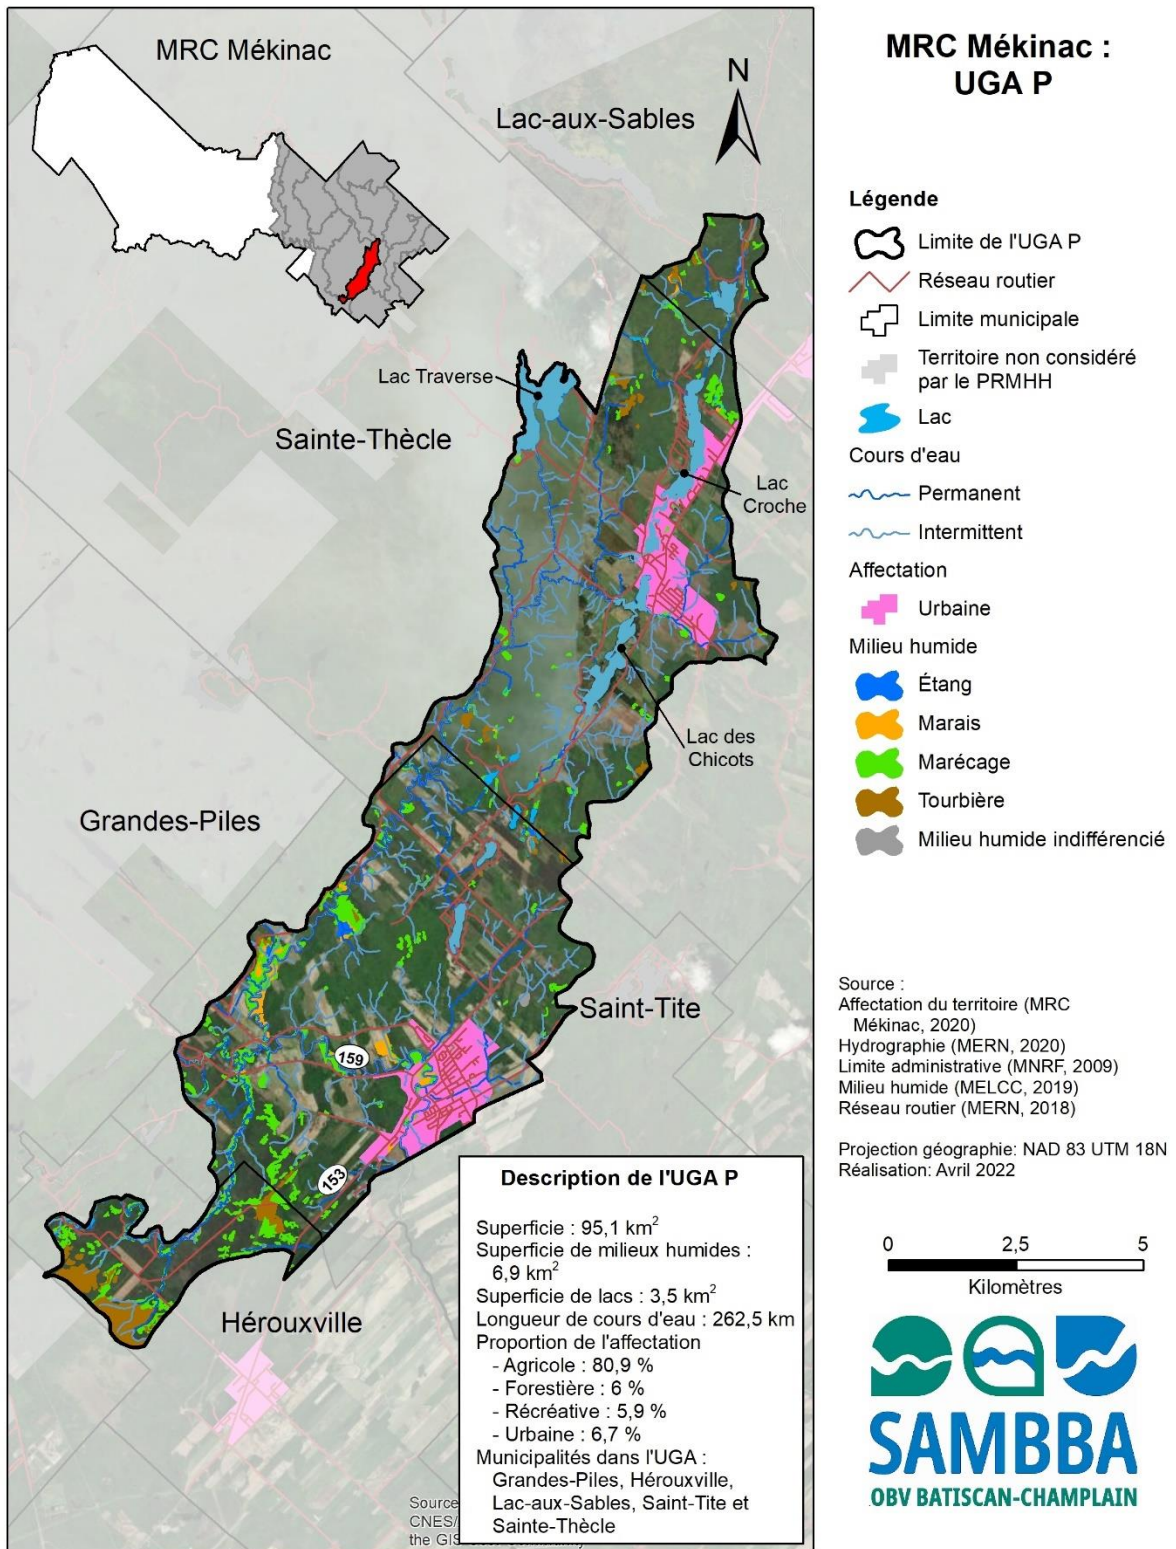 MRC Mékinac
Lac-aux-Sables
N
Lac Traverse
Sainte-Thècle
Lac
Croche
Lac des
Chicots
Grandes-Piles
Saint-Tite
159
153
Hérouxville
Description de l'UGA P
Superficie : 95,1 km²
Superficie de milieux humides :
6,9 km²
Superficie de lacs : 3,5 km²
Longueur de cours d'eau : 262,5 km
Proportion de l'affectation
- Agricole : 80,9 %
- Forestière : 6 %
- Récréative : 5,9 %
- Urbaine : 6,7 %
Municipalités dans l'UGA :
Grandes-Piles, Hérouxville,
Lac-aux-Sables, Saint-Tite et
Sainte-Thècle
Source
CNES/
the GIS
MRC Mékinac :
UGA P
Légende
Limite de l'UGA P
Réseau routier
Limite municipale
Territoire non considéré
par le PRMHH
Lac
Cours d'eau
Permanent
Intermittent
Affectation
Urbaine
Milieu humide
Étang
Marais
Marécage
Tourbière
Milieu humide indifférencié
Source :
Affectation du territoire (MRC
Mékinac, 2020)
Hydrographie (MERN, 2020)
Limite administrative (MNRF, 2009)
Milieu humide (MELCC, 2019)
Réseau routier (MERN, 2018)
Projection géographie: NAD 83 UTM 18N
Réalisation: Avril 2022
0 2,5 5
Kilomètres
SAMBBA
OBV BATISCAN-CHAMPLAIN